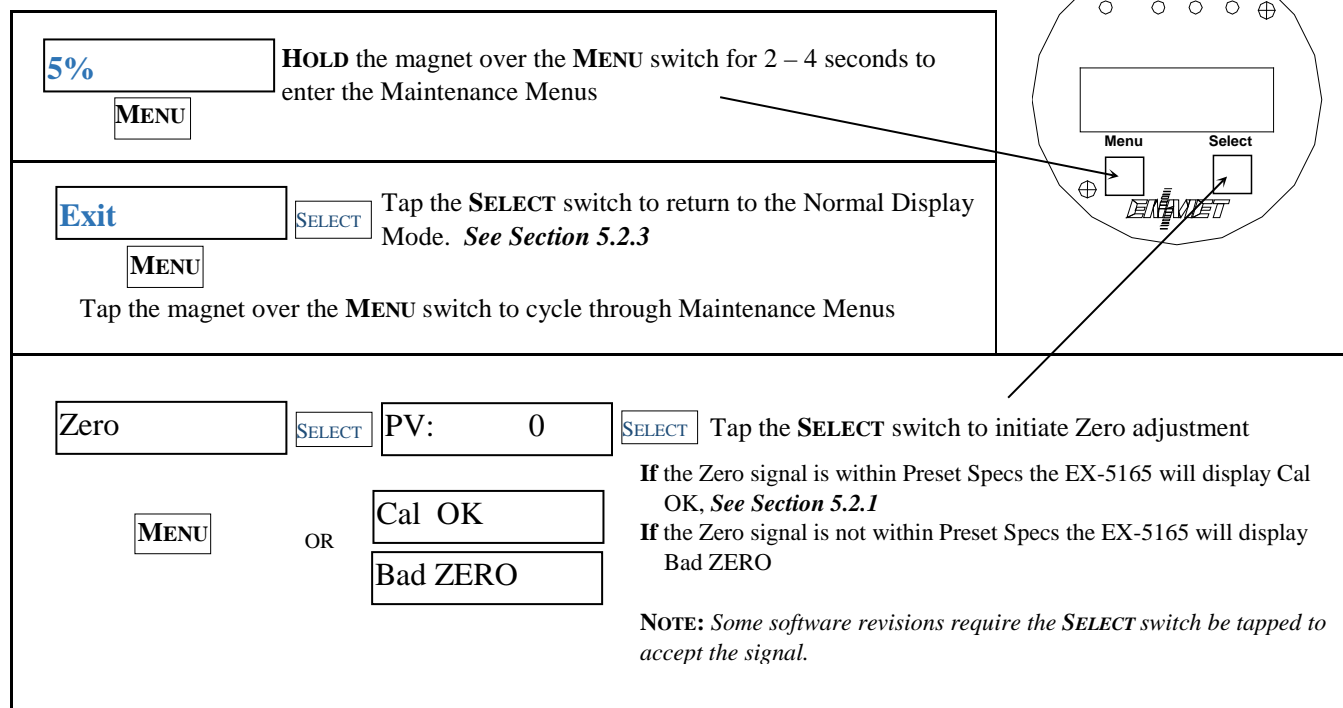 5%
MENU
HOLD the magnet over the MENU switch for 2 – 4 seconds to
enter the Maintenance Menus
Menu
Select
ENMET
Exit
SELECT
Tap the SELECT switch to return to the Normal Display
Mode. See Section 5.2.3
MENU
Tap the magnet over the MENU switch to cycle through Maintenance Menus
Zero
SELECT
PV: 0
SELECT
Tap the SELECT switch to initiate Zero adjustment
MENU
OR
Cal OK
Bad ZERO
If the Zero signal is within Preset Specs the EX-5165 will display Cal
OK, See Section 5.2.1
If the Zero signal is not within Preset Specs the EX-5165 will display
Bad ZERO
NOTE: Some software revisions require the SELECT switch be tapped to
accept the signal.